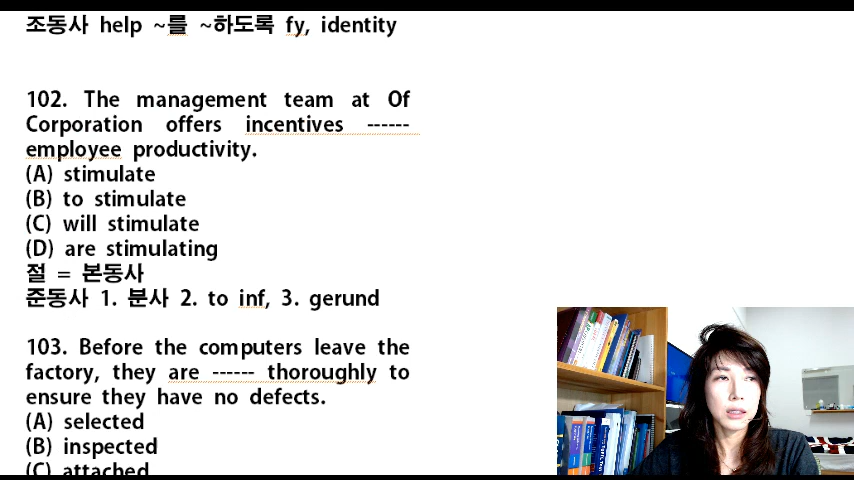 조동사 help ~를 ~하도록 fy, identity
102. The management team at Of
Corporation offers incentives ------
employee productivity.
(A) stimulate
(B) to stimulate
(C) will stimulate
(D) are stimulating
절 = 본동사
준동사 1. 분사 2. to inf, 3. gerund
103. Before the computers leave the
factory, they are ------ thoroughly to
ensure they have no defects.
(A) selected
(B) inspected
(C) attached